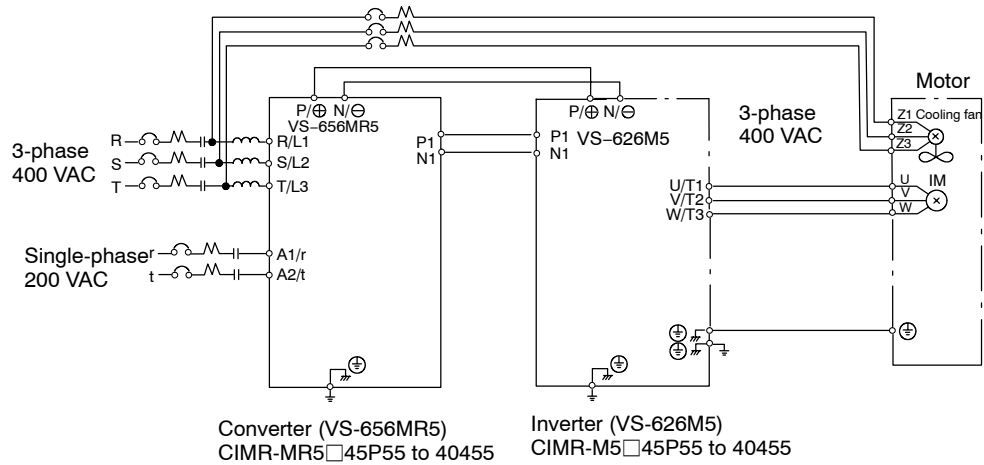 Motor
P/⊕ N/⊖
VS–656MR5
P/⊕ N/⊖
VS–626M5
3-phase
400 VAC
Z1 Cooling fan
Z2
Z3
3-phase
400 VAC
R
S
T
R/L1
S/L2
T/L3
P1
N1
P1
N1
U/T1
V/T2
W/T3
U
V
W
IM
Single-phase
200 VAC
r
t
A1/r
A2/t
Converter (VS-656MR5)
CIMR-MR5□45P55 to 40455
Inverter (VS-626M5)
CIMR-M5□45P55 to 40455